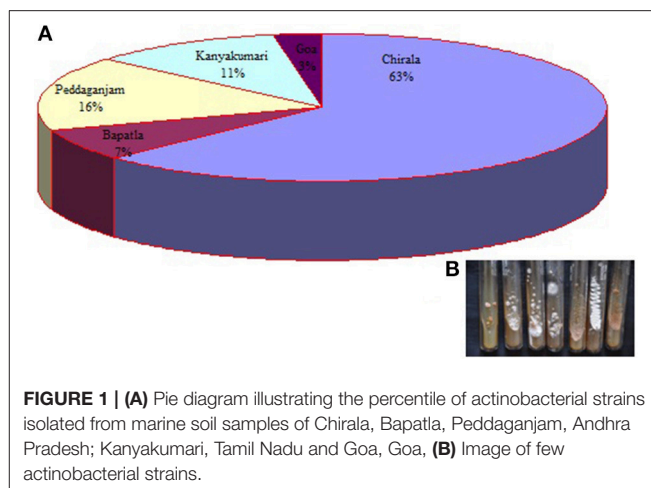 A
Goa
3%
Kanyakumari
11%
Chirala
63%
Peddaganjam
16%
Bapatla
7%
B
FIGURE 1 | (A) Pie diagram illustrating the percentile of actinobacterial strains
isolated from marine soil samples of Chirala, Bapatla, Peddaganjam, Andhra
Pradesh; Kanyakumari, Tamil Nadu and Goa, Goa, (B) Image of few
actinobacterial strains.